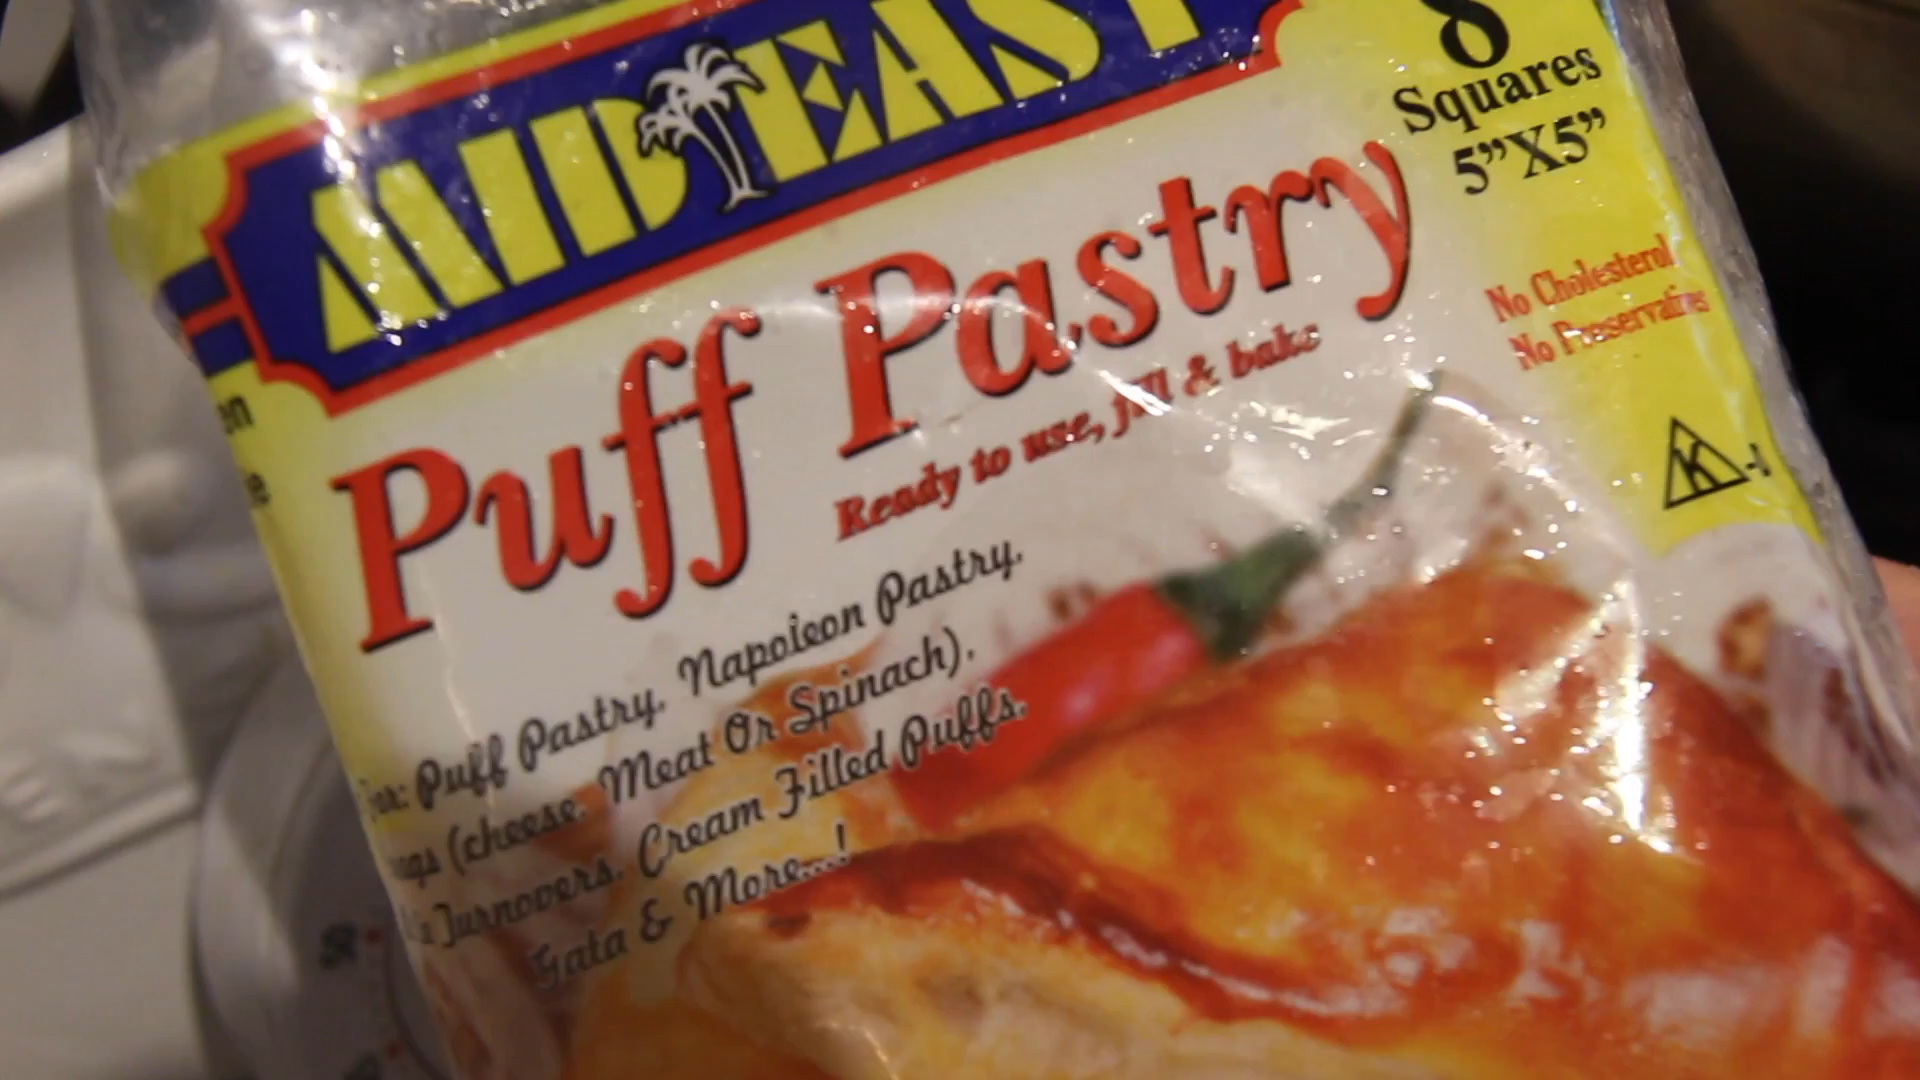 MIDEAST
8
Squares
5"X5"
Puff Pastry
Ready to use, fill & bake
No Cholesterol
No Preservatives
K
For: Puff Pastry, Napoleon Pastry,
(cheese, Meat Or Spinach),
Turnovers, Cream Filled Puffs,
Gata & More...!